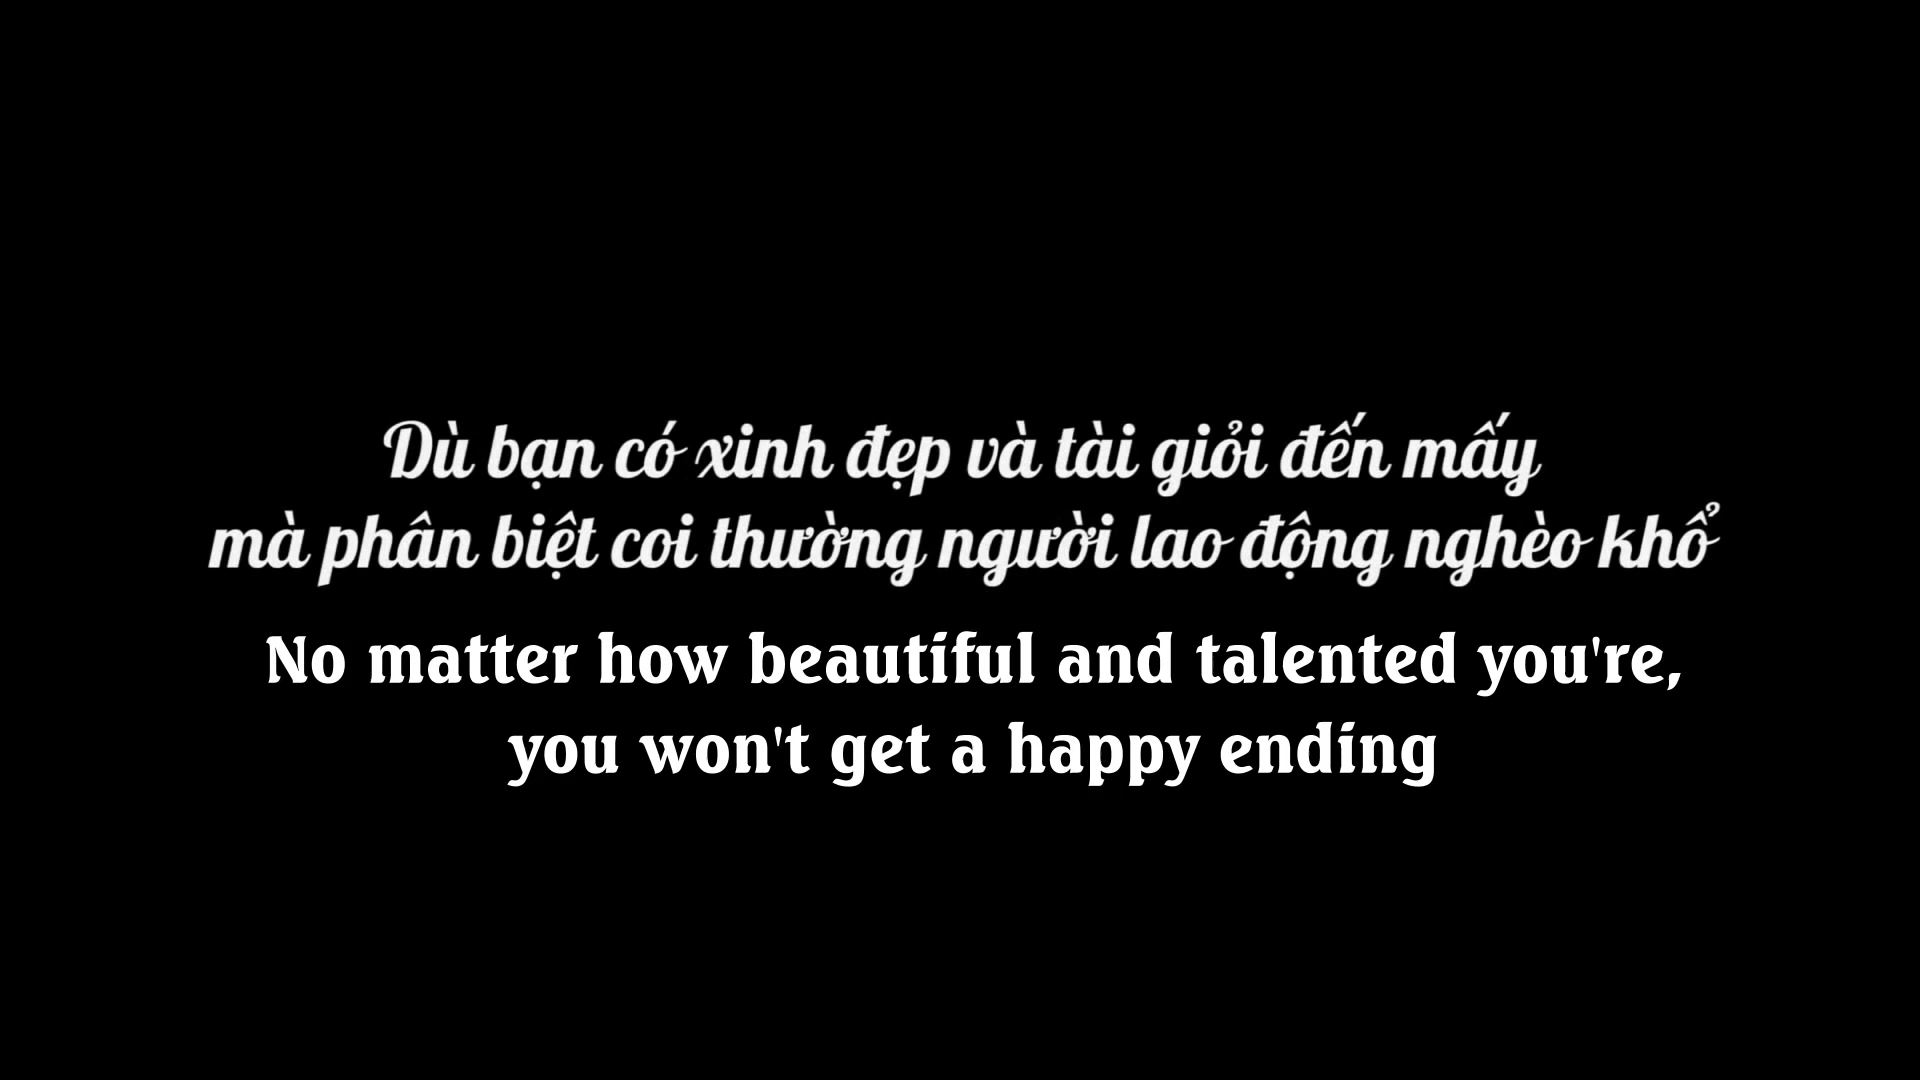 Dù bạn có xinh đẹp và tài giỏi đến mấy
mà phân biệt coi thường người lao động nghèo khổ
No matter how beautiful and talented you're,
you won't get a happy ending